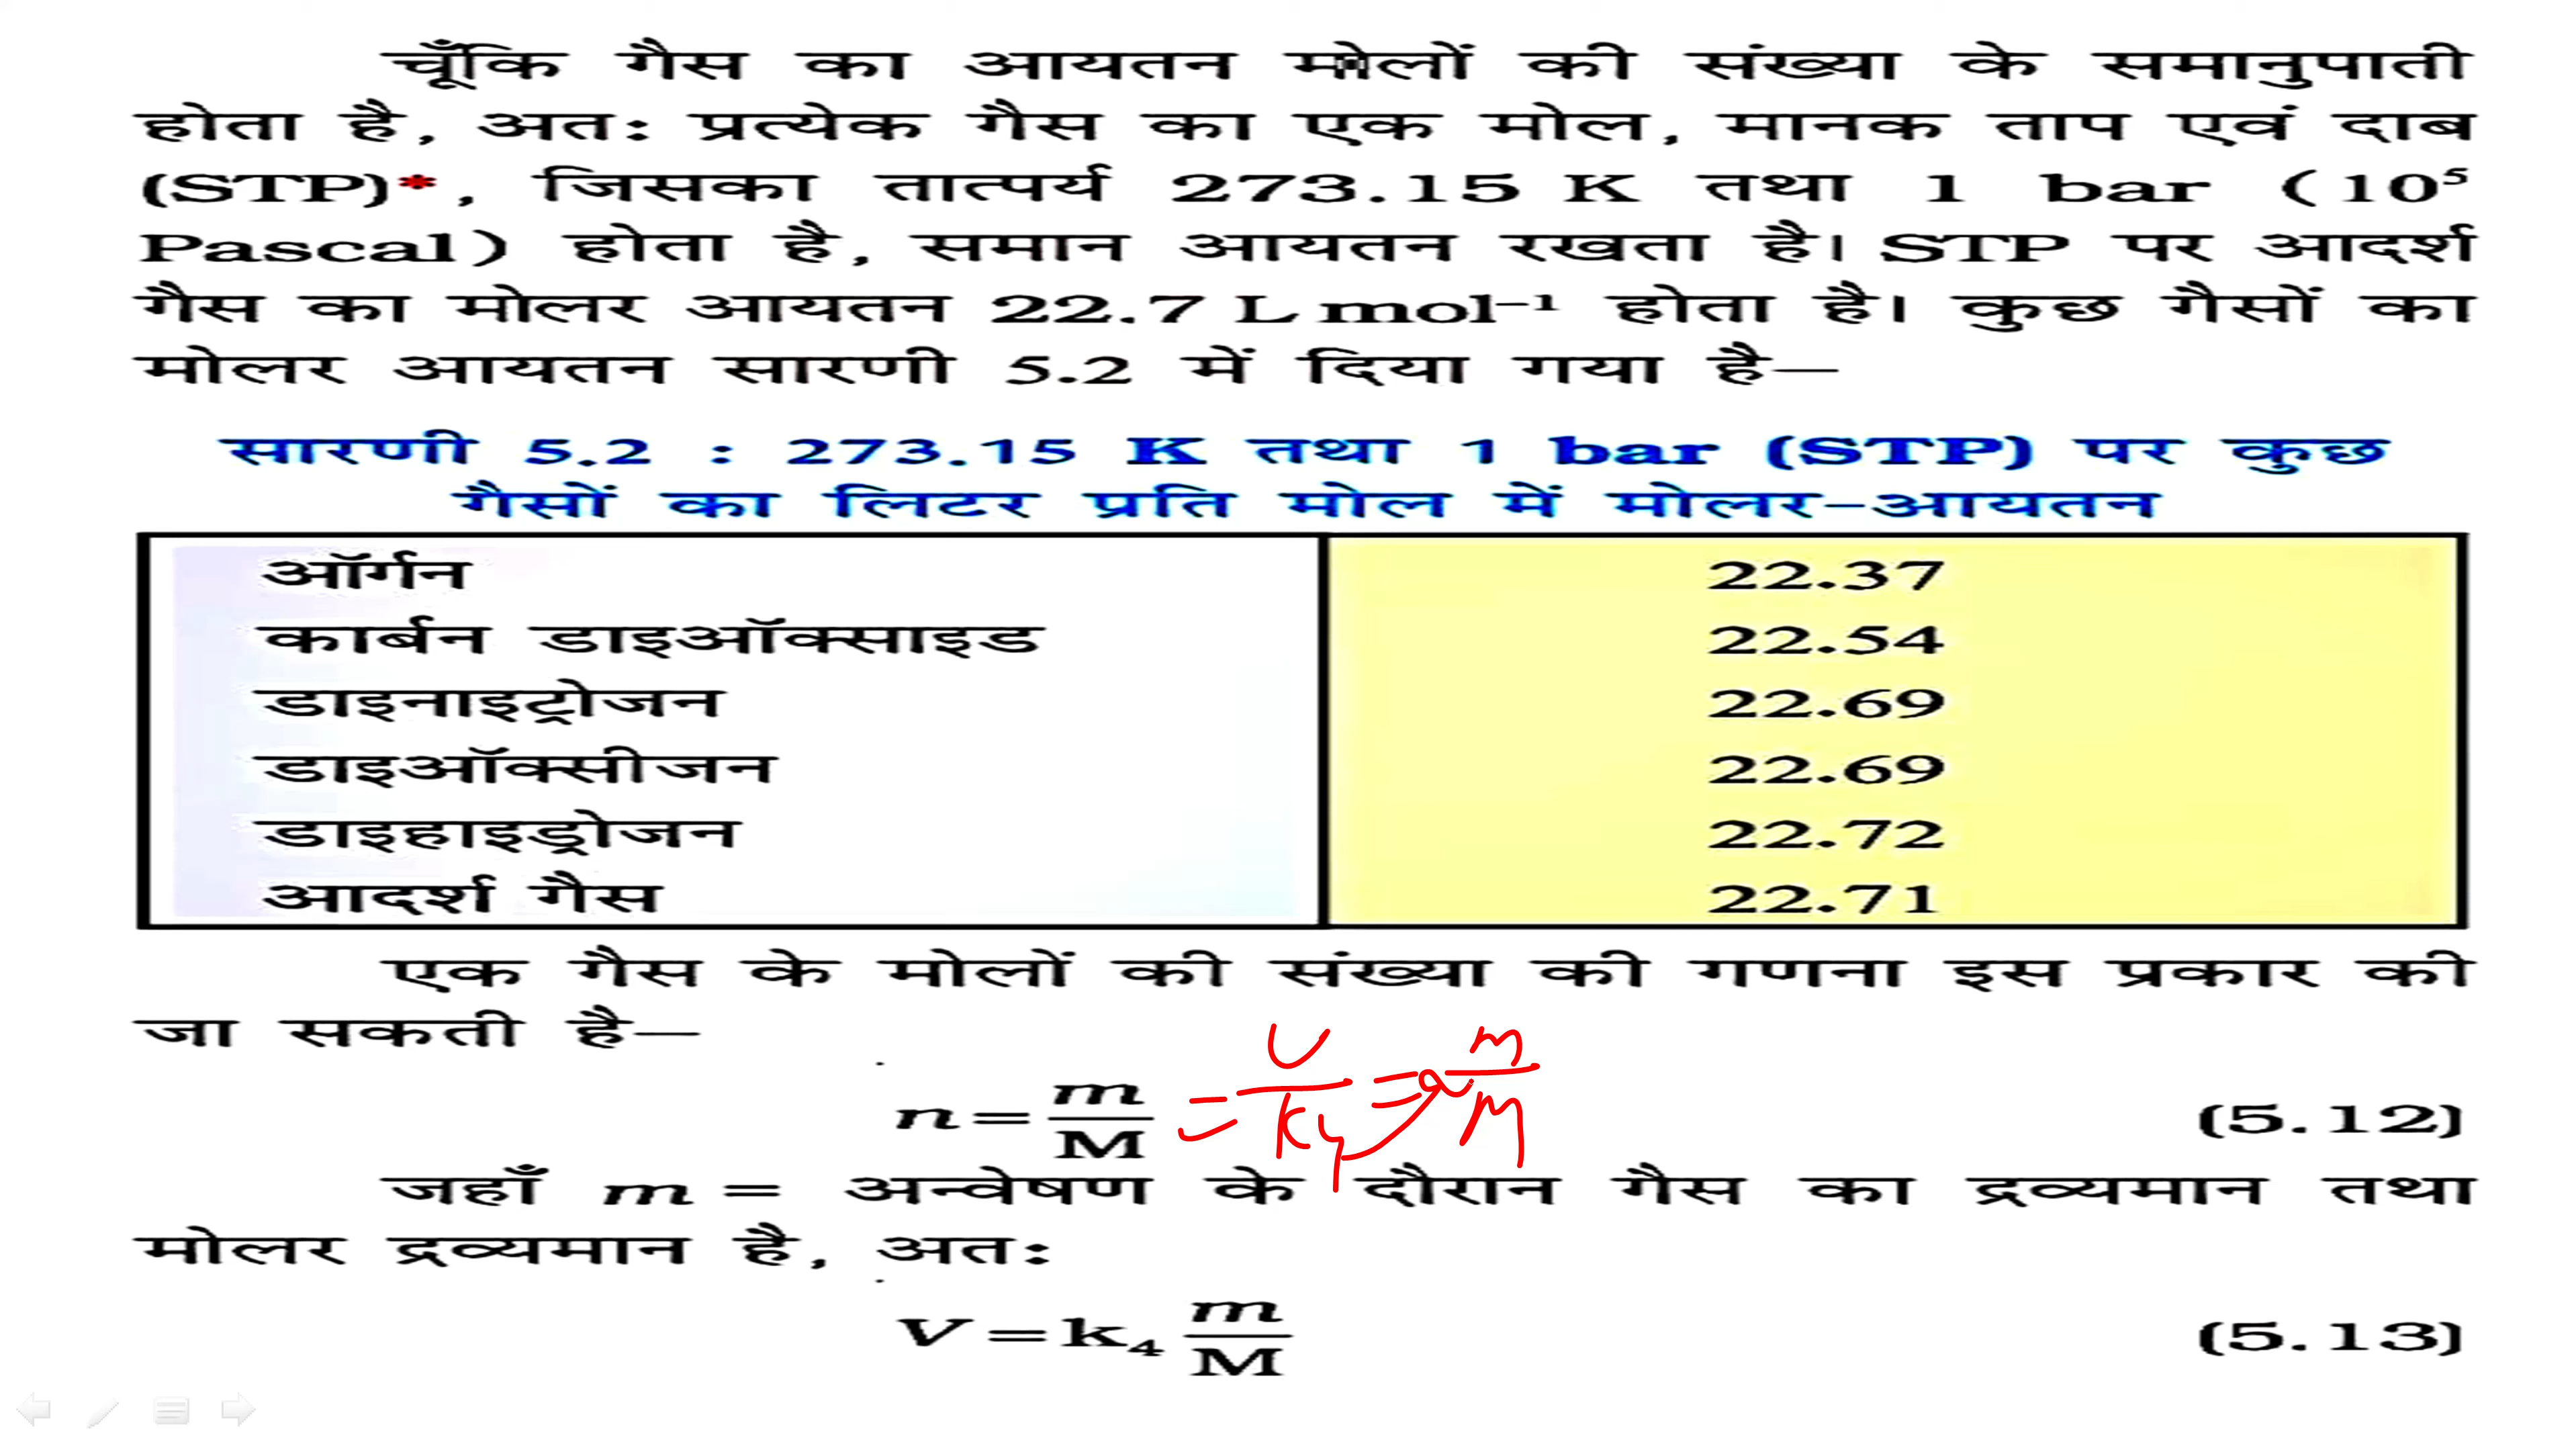 चूँकि गैस का आयतन मोलों की संख्या के समानुपाती
होता है, अतः प्रत्येक गैस का एक मोल, मानक ताप एवं दाब
(STP)*, जिसका तात्पर्य 273.15 K तथा 1 bar (10⁵
Pascal) होता है, समान आयतन रखता है। STP पर आदर्श
गैस का मोलर आयतन 22.7 L mol⁻¹ होता है। कुछ गैसों का
मोलर आयतन सारणी 5.2 में दिया गया है—
सारणी 5.2 : 273.15 K तथा 1 bar (STP) पर कुछ
गैसों का लिटर प्रति मोल में मोलर-आयतन
ऑर्गन 22.37
कार्बन डाइऑक्साइड 22.54
डाइनाइट्रोजन 22.69
डाइऑक्सीजन 22.69
डाइहाइड्रोजन 22.72
आदर्श गैस 22.71
एक गैस के मोलों की संख्या की गणना इस प्रकार की
जा सकती है—
n = m/M = V/k₄ = m/M (5.12)
जहाँ m = अन्वेषण के दौरान गैस का द्रव्यमान तथा
मोलर द्रव्यमान है, अतः
V = k₄ m/M (5.13)